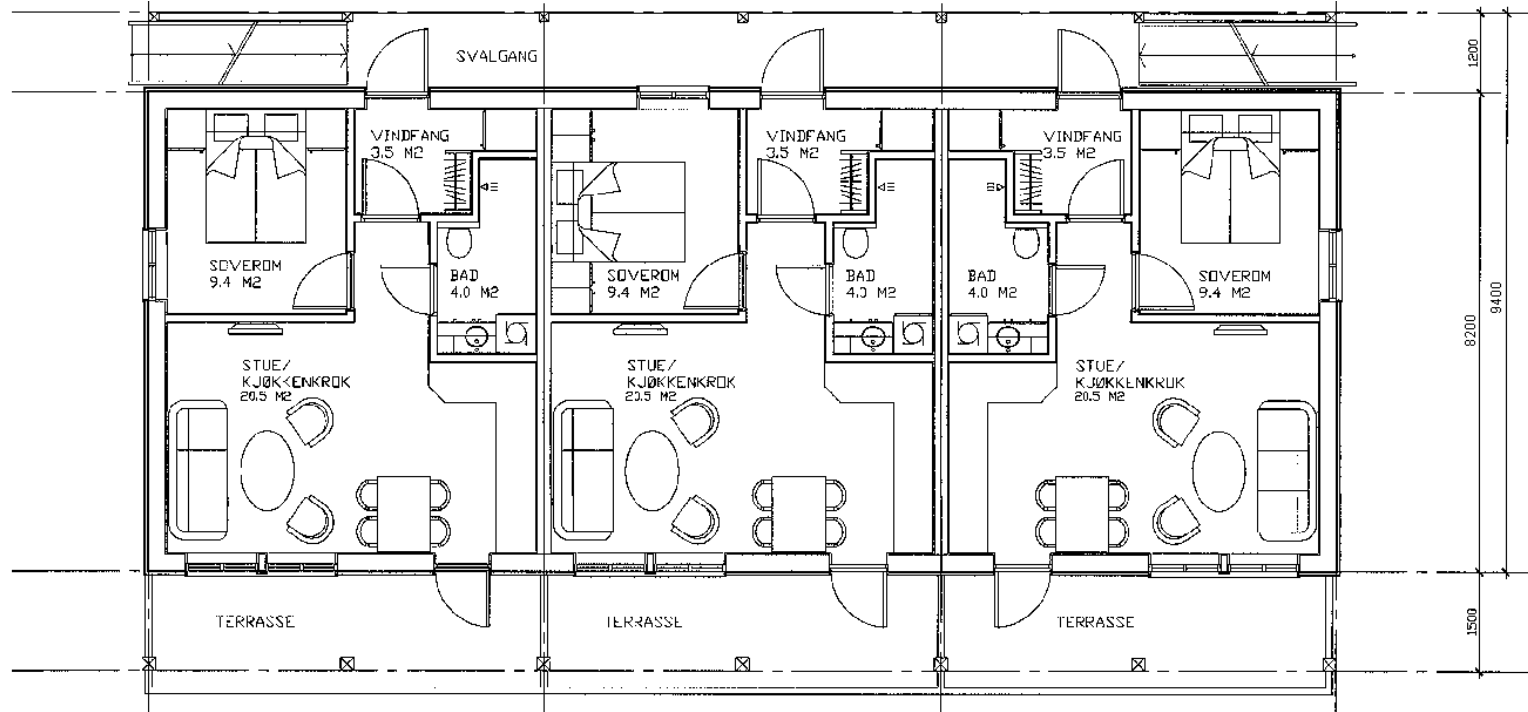 SVALGANG
1200
VINDFANG
3.5 M2
VINDFANG
3.5 M2
VINDFANG
3.5 M2
SOVEROM
9.4 M2
BAD
4.0 M2
SOVEROM
9.4 M2
BAD
4.0 M2
BAD
4.0 M2
SOVEROM
9.4 M2
8200
9400
STUE/
KJØKKENKROK
20.5 M2
STUE/
KJØKKENKROK
20.5 M2
STUE/
KJØKKENKROK
20.5 M2
TERRASSE
TERRASSE
TERRASSE
1500